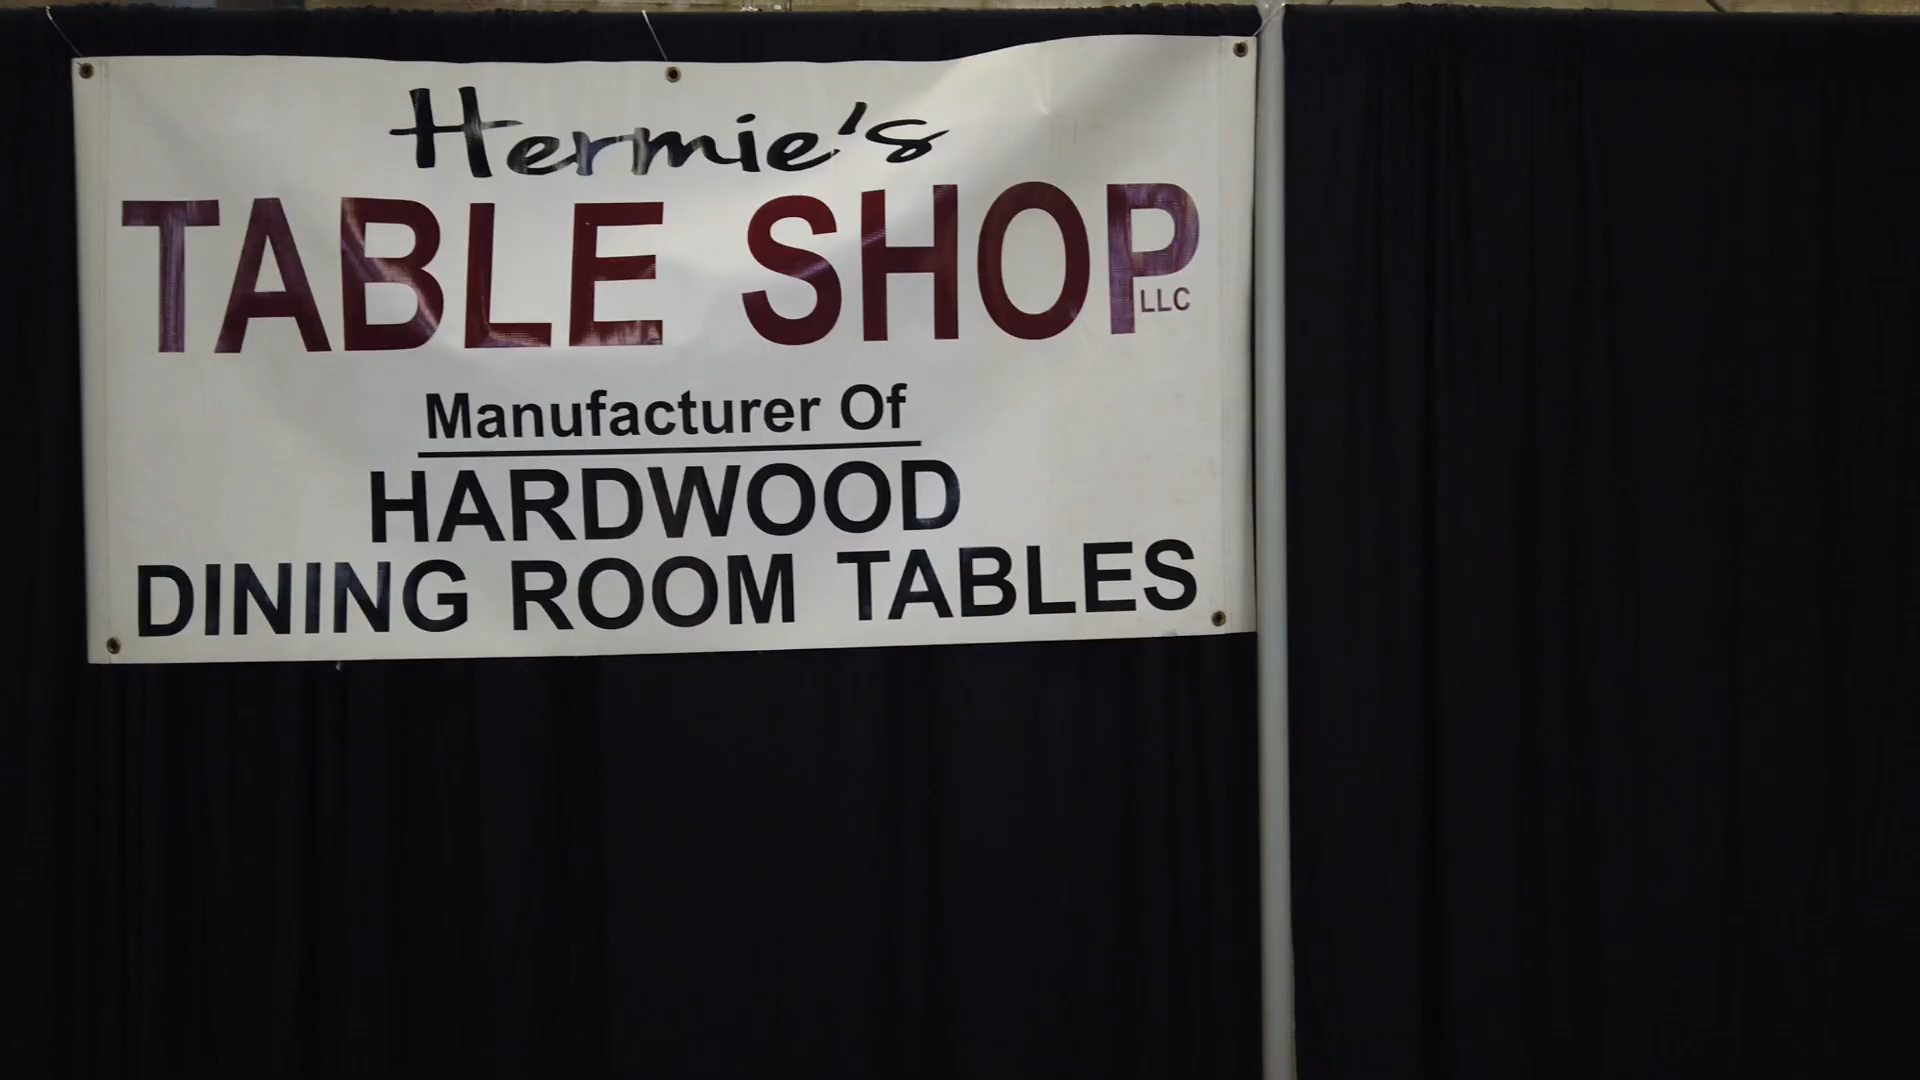 Hermie's
TABLE SHOP LLC
Manufacturer Of
HARDWOOD
DINING ROOM TABLES